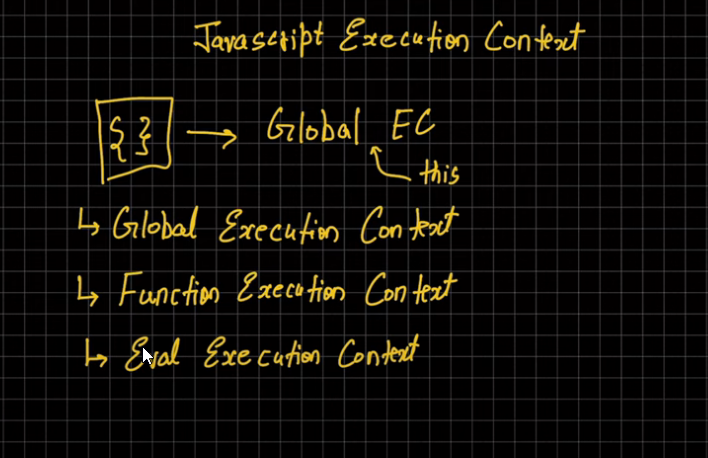 Javascript Execution Context
{ } → Global EC
this
↳ Global Execution Context
↳ Function Execution Context
↳ Eval Execution Context